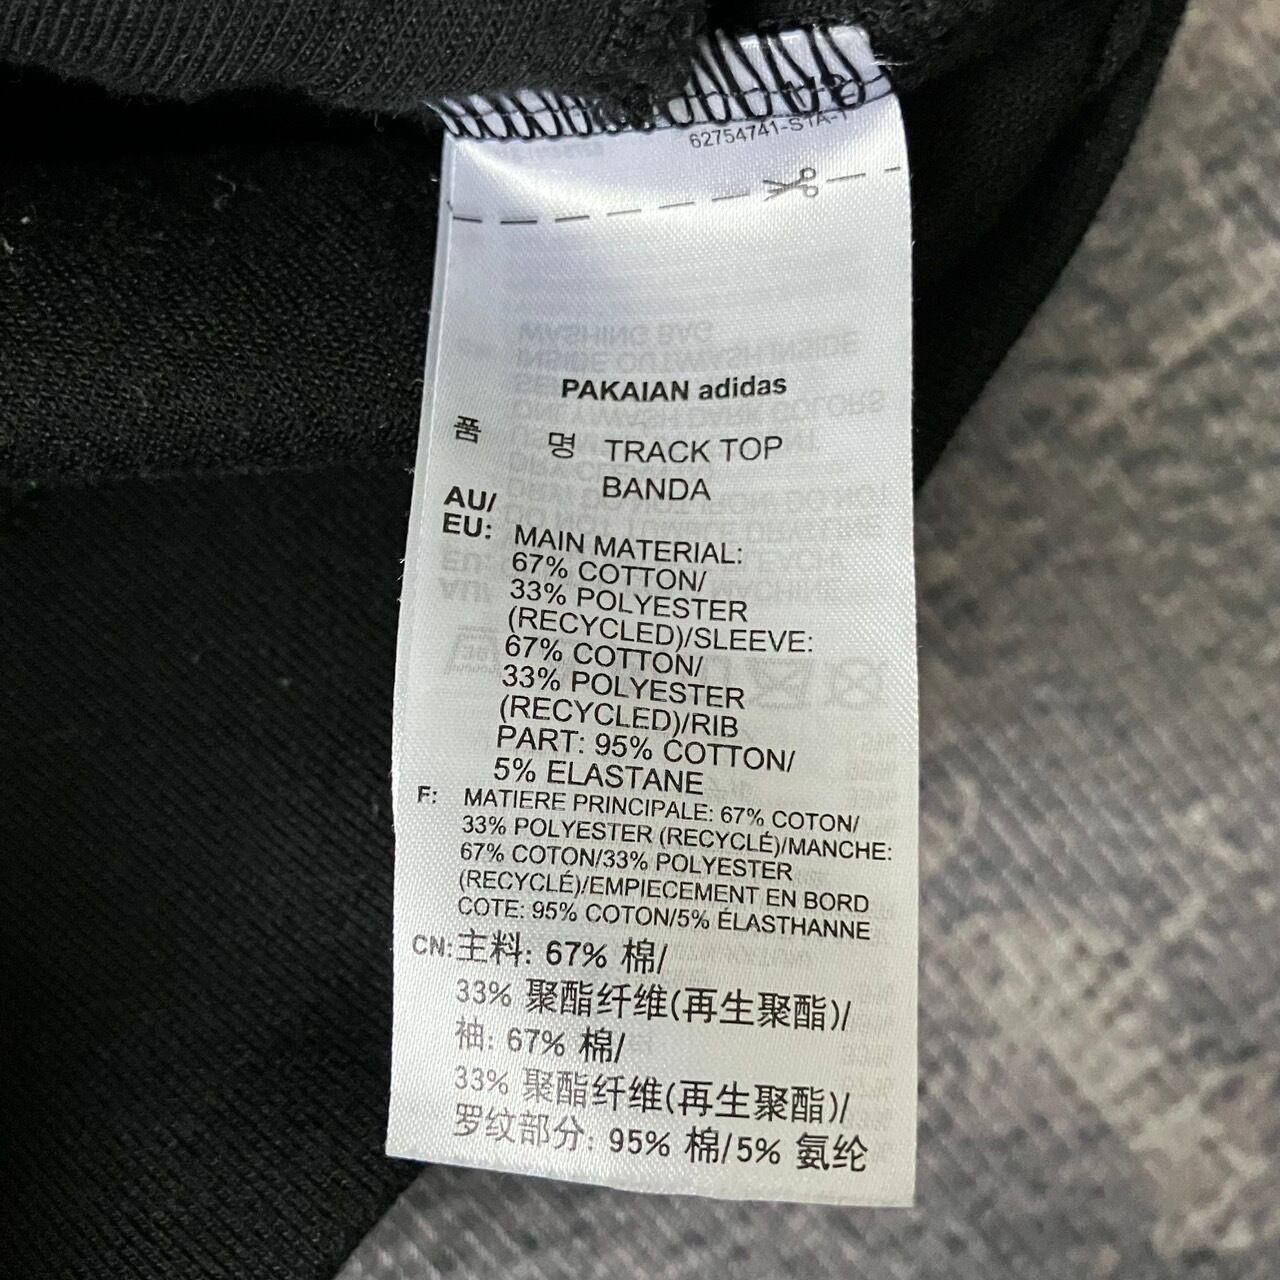 62754741-STA-1
PAKAIAN adidas
품 명 TRACK TOP
BANDA
AU/
EU: MAIN MATERIAL:
67% COTTON/
33% POLYESTER
(RECYCLED)/SLEEVE:
67% COTTON/
33% POLYESTER
(RECYCLED)/RIB
PART: 95% COTTON/
5% ELASTANE
F: MATIERE PRINCIPALE: 67% COTON/
33% POLYESTER (RECYCLÉ)/MANCHE:
67% COTON/33% POLYESTER
(RECYCLÉ)/EMPIECEMENT EN BORD
COTE: 95% COTON/5% ÉLASTHANNE
CN: 主料: 67% 棉/
33% 聚酯纤维(再生聚酯)/
袖: 67% 棉/
33% 聚酯纤维(再生聚酯)/
罗纹部分: 95% 棉/5% 氨纶